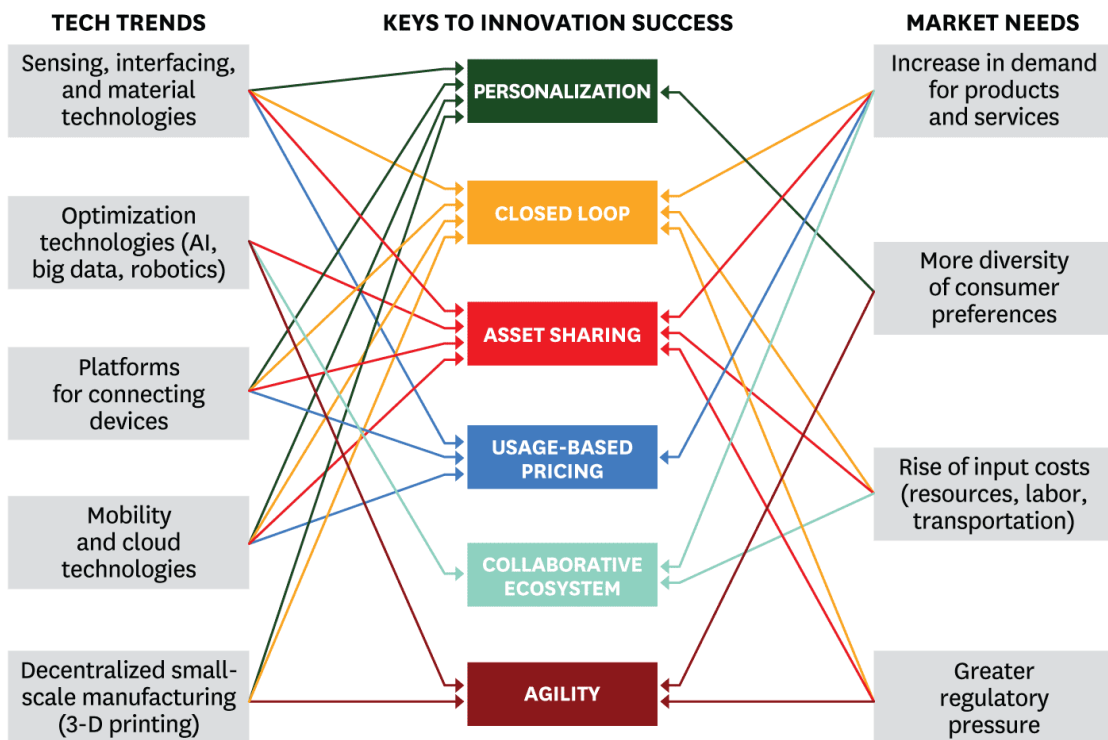 TECH TRENDS
Sensing, interfacing,
and material
technologies
Optimization
technologies (AI,
big data, robotics)
Platforms
for connecting
devices
Mobility
and cloud
technologies
Decentralized small-
scale manufacturing
(3-D printing)
KEYS TO INNOVATION SUCCESS
PERSONALIZATION
CLOSED LOOP
ASSET SHARING
USAGE-BASED
PRICING
COLLABORATIVE
ECOSYSTEM
AGILITY
MARKET NEEDS
Increase in demand
for products
and services
More diversity
of consumer
preferences
Rise of input costs
(resources, labor,
transportation)
Greater
regulatory
pressure